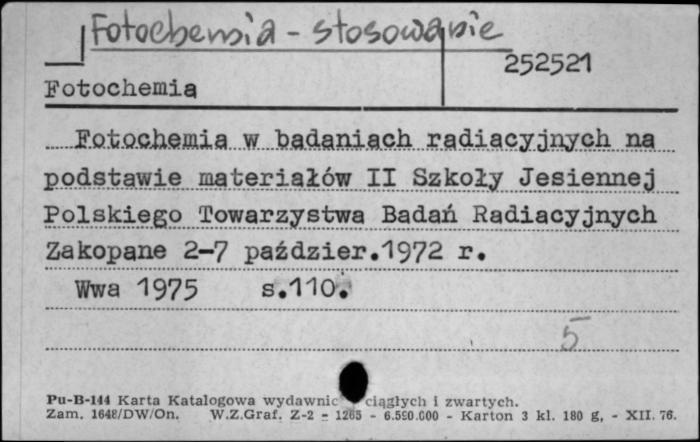 Fotochemia - stosowanie
252521
Fotochemia
Fotochemia w badaniach radiacyjnych na
podstawie materiałów II Szkoły Jesiennej
Polskiego Towarzystwa Badań Radiacyjnych
Zakopane 2-7 paździer.1972 r.
Wwa 1975 s.110.
5
Pu-B-144 Karta Katalogowa wydawnic ciągłych i zwartych.
Zam. 1648/DW/On. W.Z.Graf. Z-2 - 1265 - 6.590.000 - Karton 3 kl. 180 g, - XII. 76.